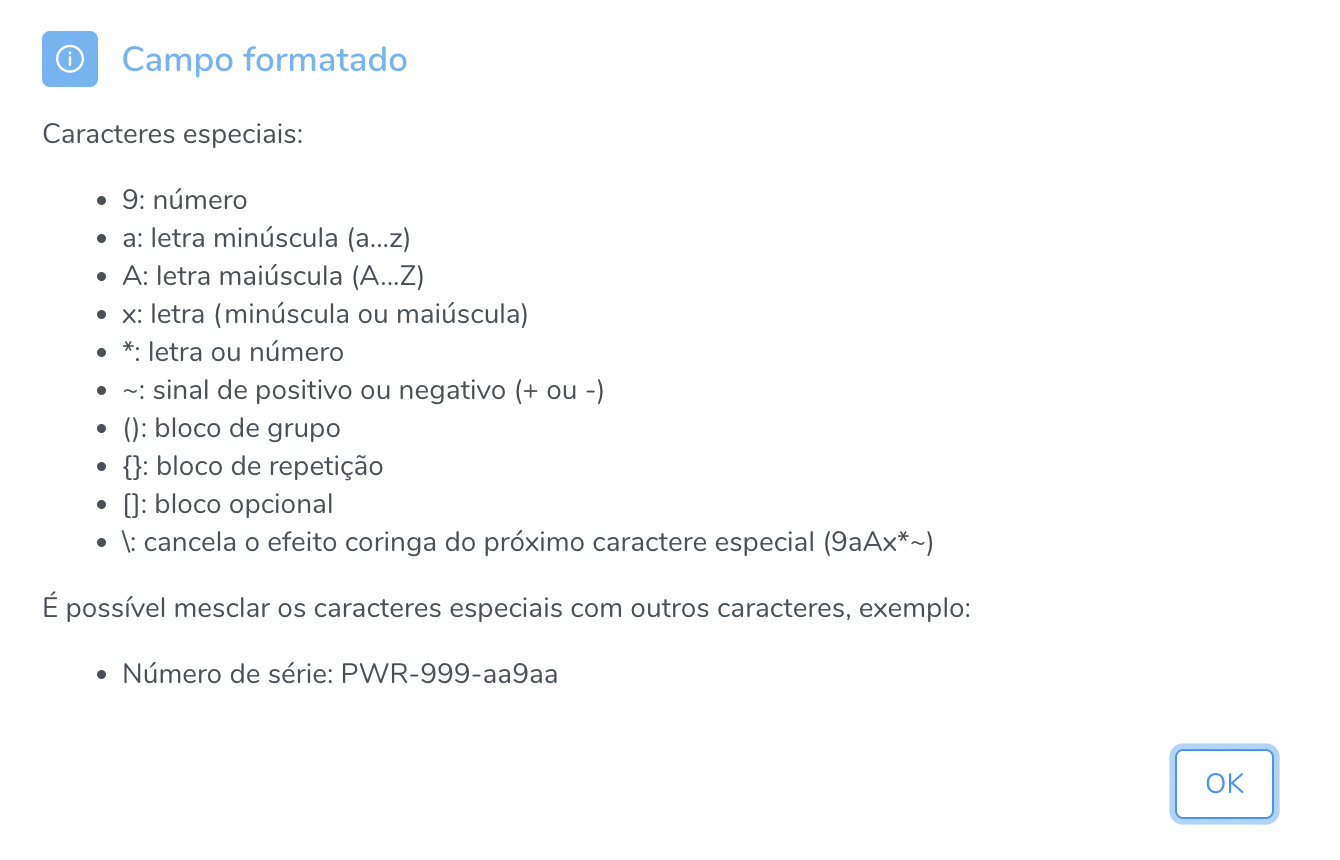 Campo formatado
Caracteres especiais:
• 9: número
• a: letra minúscula (a...z)
• A: letra maiúscula (A...Z)
• x: letra (minúscula ou maiúscula)
• *: letra ou número
• ~: sinal de positivo ou negativo (+ ou -)
• (): bloco de grupo
• {}: bloco de repetição
• []: bloco opcional
• \: cancela o efeito coringa do próximo caractere especial (9aAx*~)
É possível mesclar os caracteres especiais com outros caracteres, exemplo:
• Número de série: PWR-999-aa9aa
OK